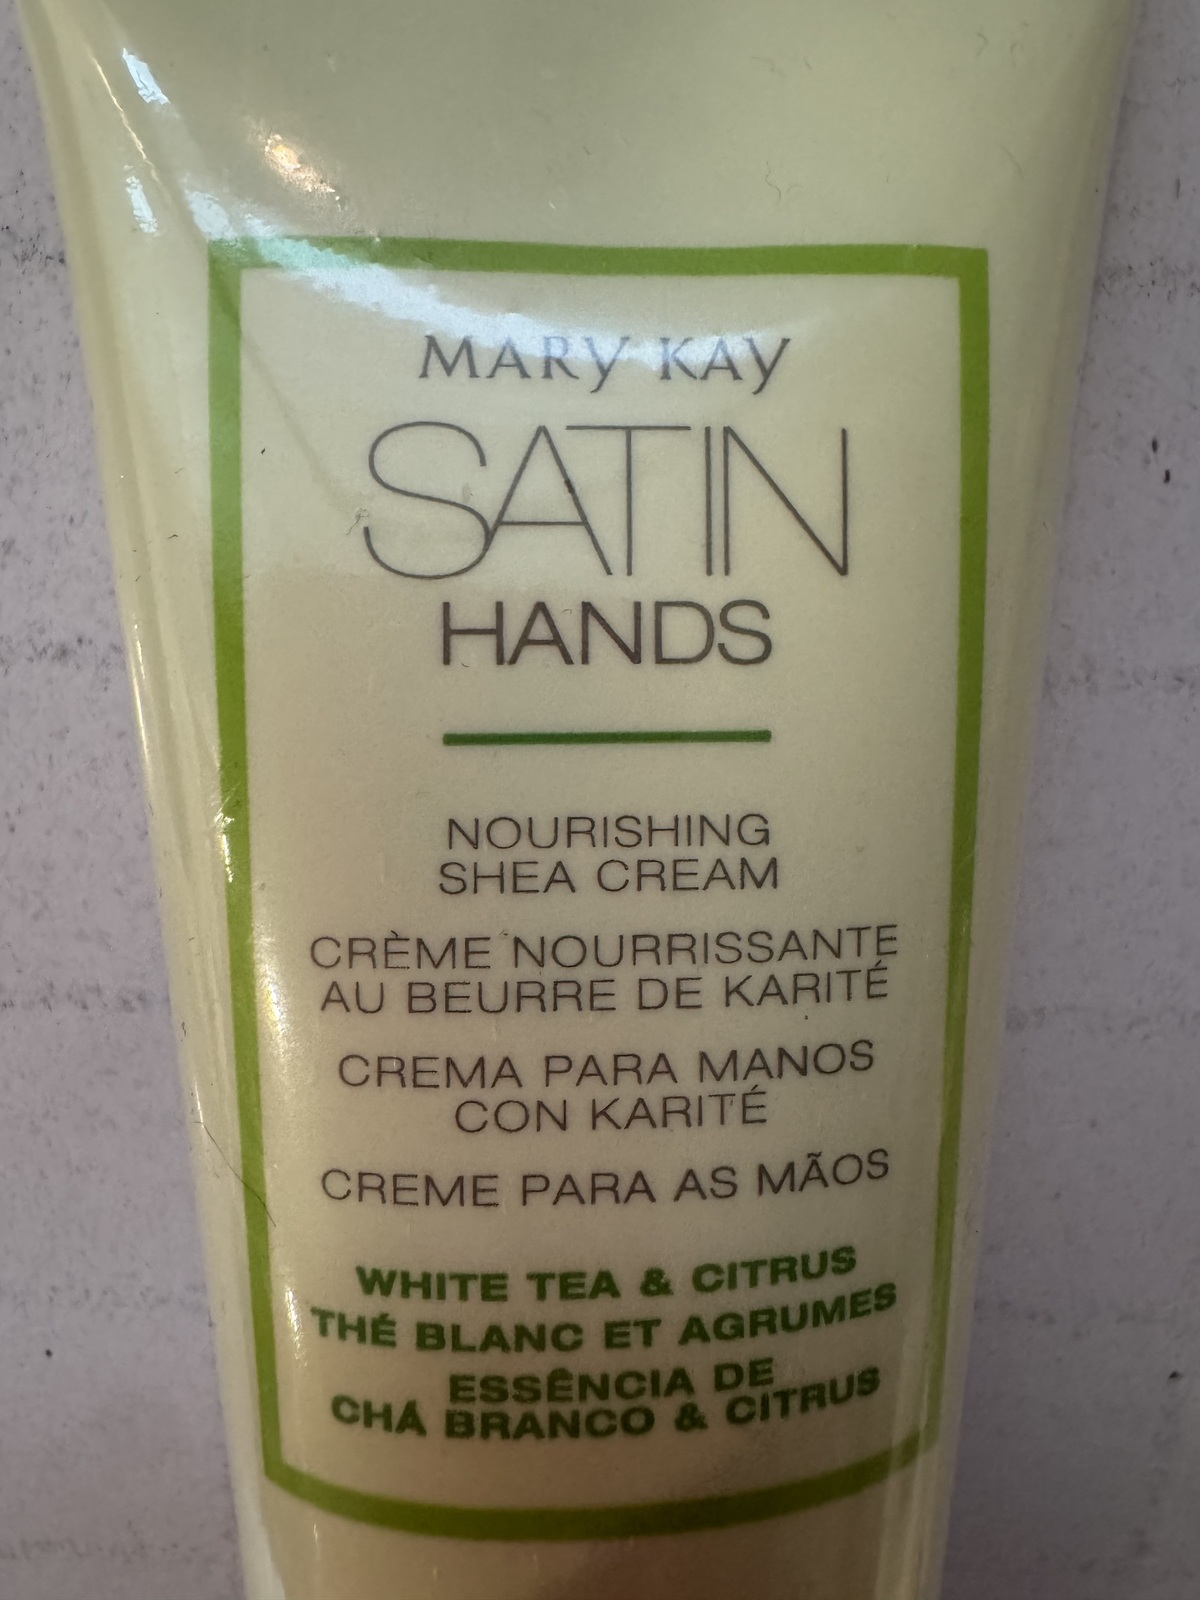 MARY KAY
SATIN
HANDS
NOURISHING
SHEA CREAM
CRÈME NOURRISSANTE
AU BEURRE DE KARITÉ
CREMA PARA MANOS
CON KARITÉ
CREME PARA AS MÃOS
WHITE TEA & CITRUS
THÉ BLANC ET AGRUMES
ESSÊNCIA DE
CHÁ BRANCO & CITRUS